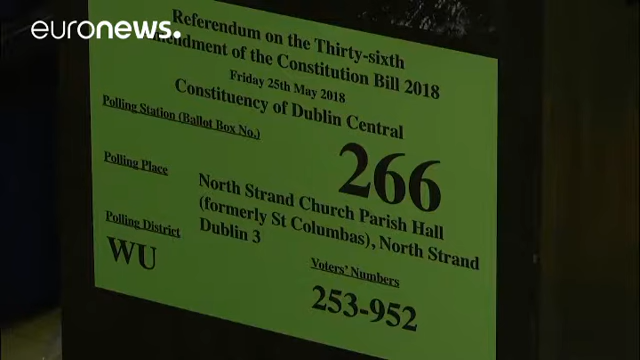 euronews.
Referendum on the Thirty-sixth
Amendment of the Constitution Bill 2018
Friday 25th May 2018
Constituency of Dublin Central
Polling Station (Ballot Box No.)
266
Polling Place
North Strand Church Parish Hall
(formerly St Columbas), North Strand
Dublin 3
Polling District
WU
Voters' Numbers
253-952